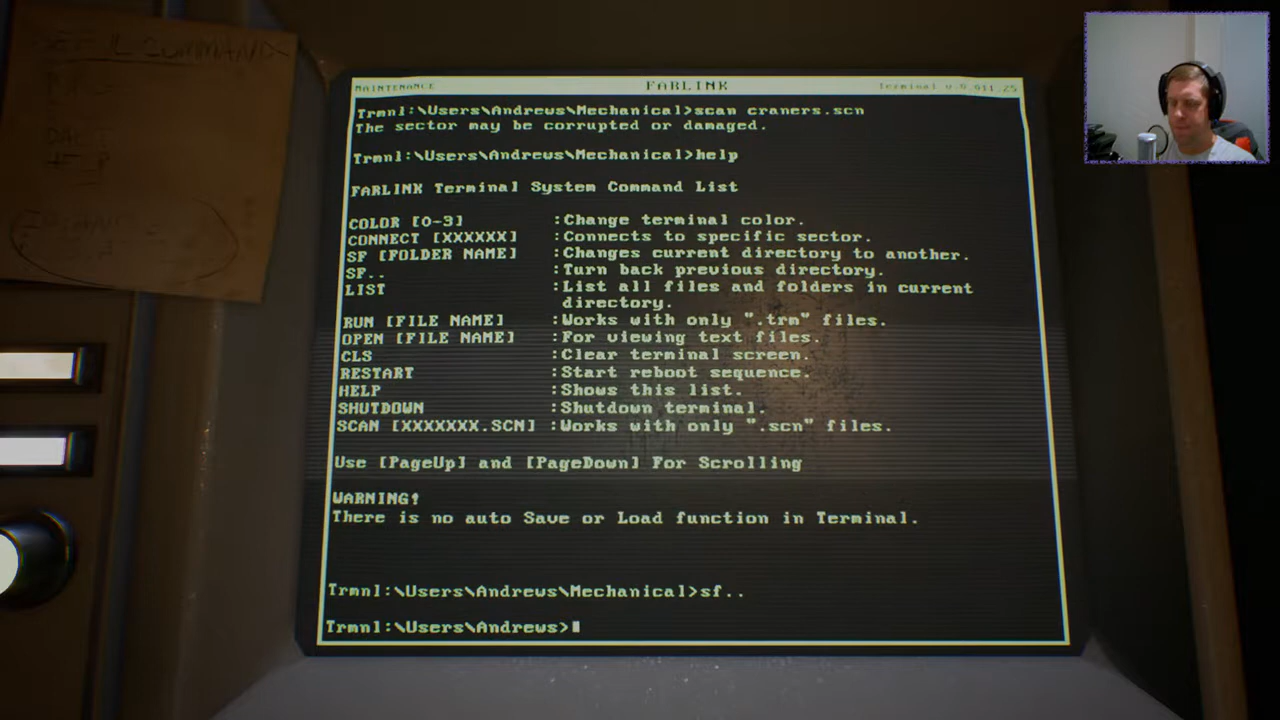 MAINTENANCE FARLINK Terminal v.0.911.25
Trmnl:\Users\Andrews\Mechanical>scan craners.scn
The sector may be corrupted or damaged.
Trmnl:\Users\Andrews\Mechanical>help
FARLINK Terminal System Command List
COLOR [0-3] :Change terminal color.
CONNECT [XXXXXX] :Connects to specific sector.
SF [FOLDER NAME] :Changes current directory to another.
SF.. :Turn back previous directory.
LIST :List all files and folders in current
directory.
RUN [FILE NAME] :Works with only ".trm" files.
OPEN [FILE NAME] :For viewing text files.
CLS :Clear terminal screen.
RESTART :Start reboot sequence.
HELP :Shows this list.
SHUTDOWN :Shutdown terminal.
SCAN [XXXXXXX.SCN] :Works with only ".scn" files.
Use [PageUp] and [PageDown] For Scrolling
WARNING!
There is no auto Save or Load function in Terminal.
Trmnl:\Users\Andrews\Mechanical>sf..
Trmnl:\Users\Andrews>